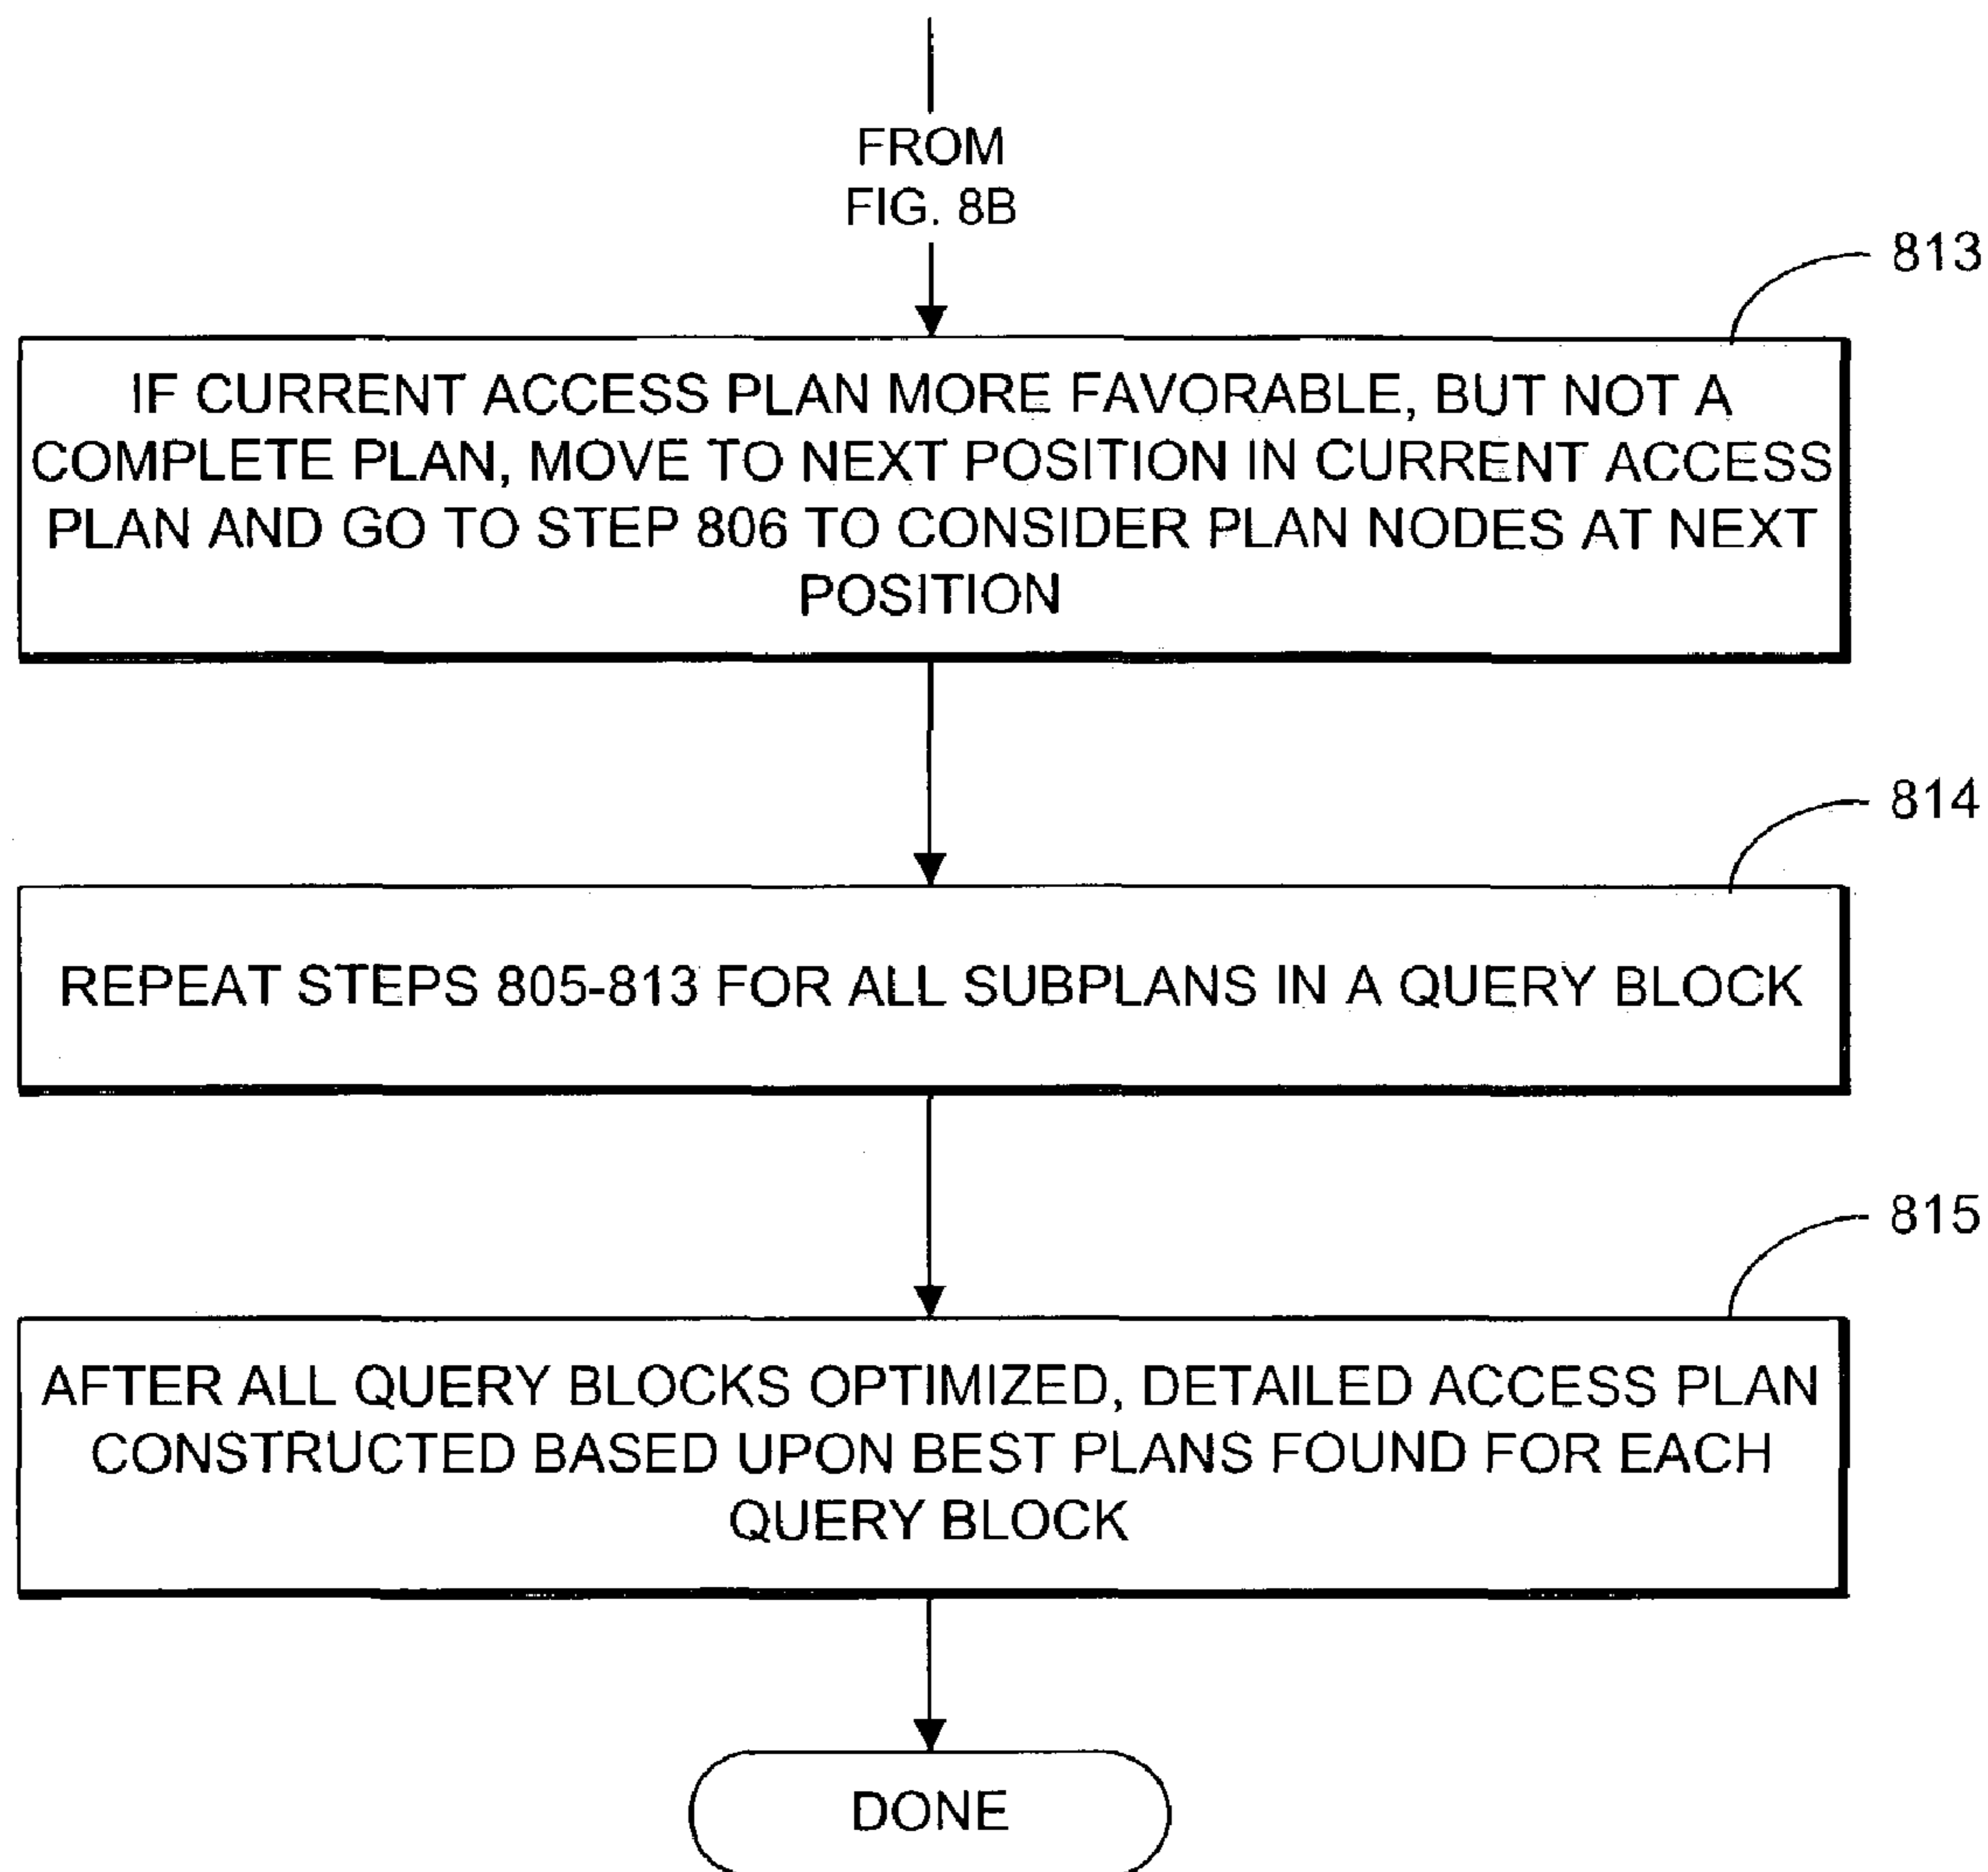 FROM
FIG. 8B
813
IF CURRENT ACCESS PLAN MORE FAVORABLE, BUT NOT A
COMPLETE PLAN, MOVE TO NEXT POSITION IN CURRENT ACCESS
PLAN AND GO TO STEP 806 TO CONSIDER PLAN NODES AT NEXT
POSITION
814
REPEAT STEPS 805-813 FOR ALL SUBPLANS IN A QUERY BLOCK
815
AFTER ALL QUERY BLOCKS OPTIMIZED, DETAILED ACCESS PLAN
CONSTRUCTED BASED UPON BEST PLANS FOUND FOR EACH
QUERY BLOCK
DONE